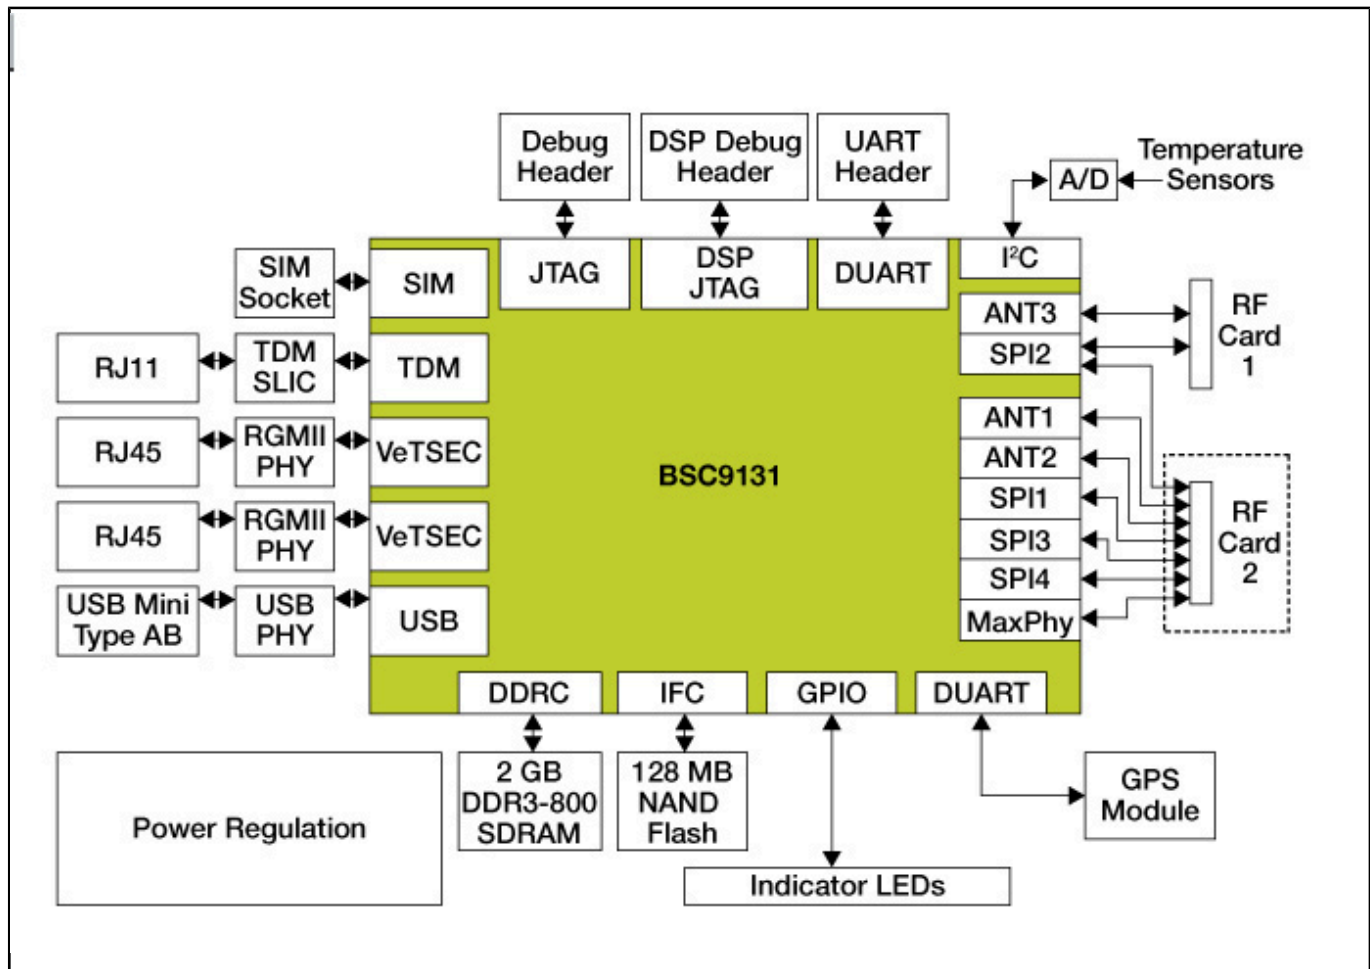 Debug
Header
DSP Debug
Header
UART
Header
Temperature
Sensors
A/D
SIM
Socket
SIM
JTAG
DSP
JTAG
DUART
I²C
ANT3
SPI2
RF
Card
1
RJ11
TDM
SLIC
TDM
RJ45
RGMII
PHY
VeTSEC
BSC9131
ANT1
ANT2
SPI1
SPI3
SPI4
MaxPhy
RF
Card
2
RJ45
RGMII
PHY
VeTSEC
USB Mini
Type AB
USB
PHY
USB
DDRC
IFC
GPIO
DUART
Power Regulation
2 GB
DDR3-800
SDRAM
128 MB
NAND
Flash
GPS
Module
Indicator LEDs